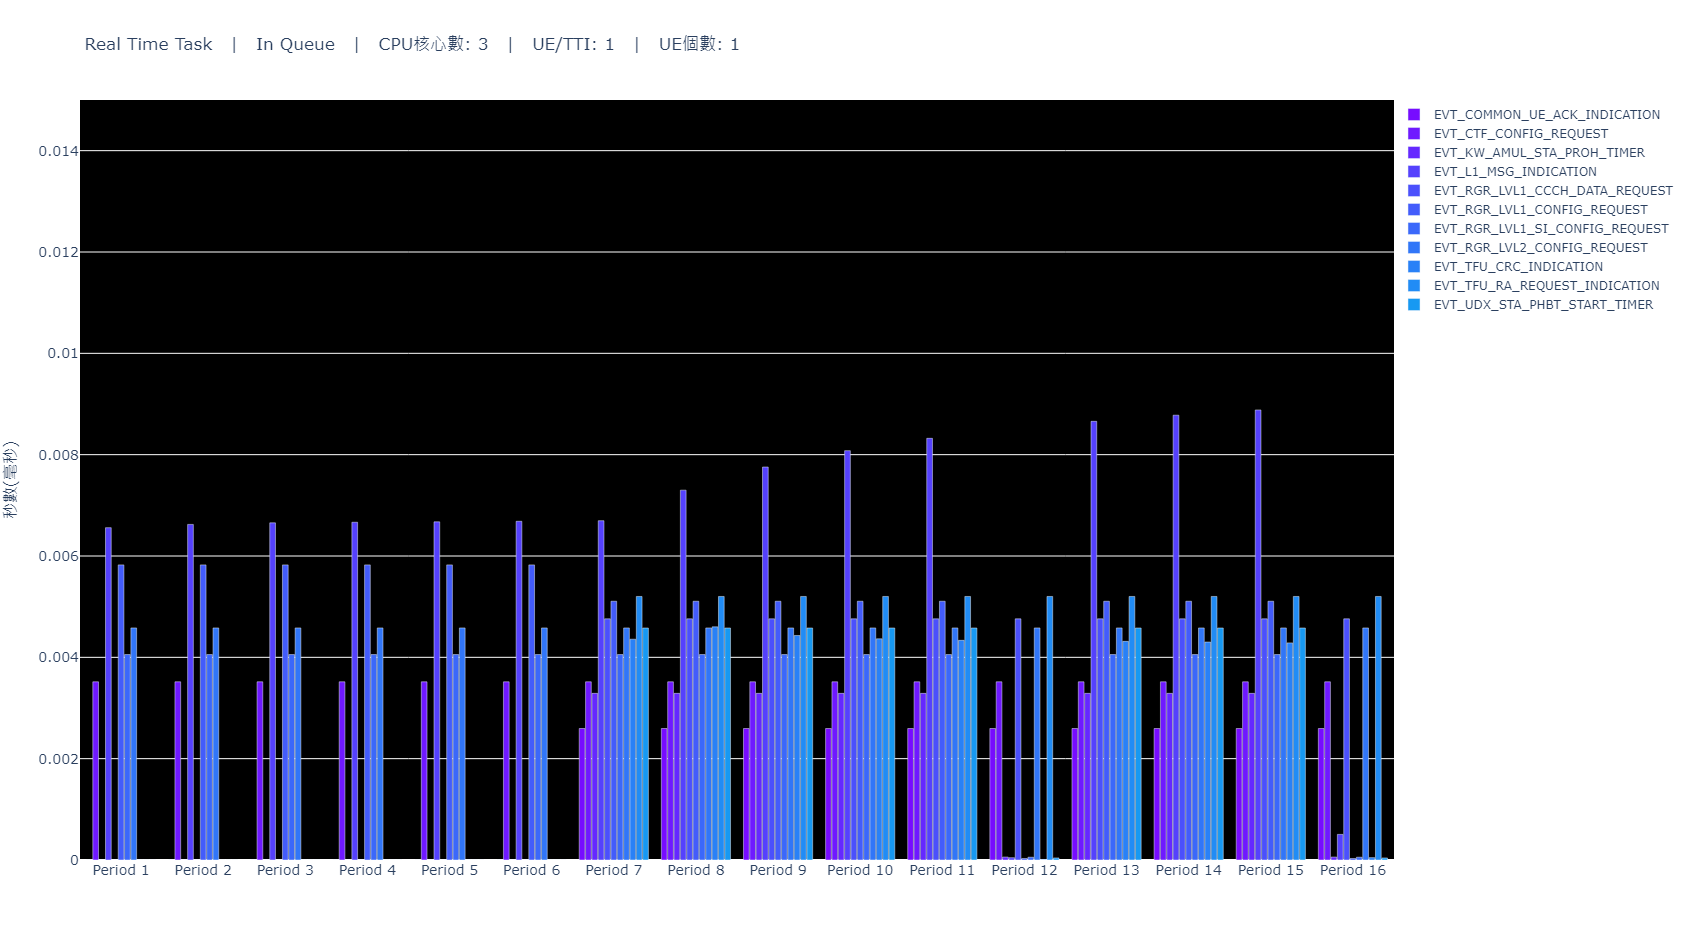 Real Time Task | In Queue | CPU核心數: 3 | UE/TTI: 1 | UE個數: 1
EVT_COMMON_UE_ACK_INDICATION
EVT_CTF_CONFIG_REQUEST
EVT_KW_AMUL_STA_PROH_TIMER
EVT_L1_MSG_INDICATION
EVT_RGR_LVL1_CCCH_DATA_REQUEST
EVT_RGR_LVL1_CONFIG_REQUEST
EVT_RGR_LVL1_SI_CONFIG_REQUEST
EVT_RGR_LVL2_CONFIG_REQUEST
EVT_TFU_CRC_INDICATION
EVT_TFU_RA_REQUEST_INDICATION
EVT_UDX_STA_PHBT_START_TIMER
0.014
0.012
0.01
0.008
0.006
0.004
0.002
0
秒數(毫秒)
Period 1 Period 2 Period 3 Period 4 Period 5 Period 6 Period 7 Period 8 Period 9 Period 10 Period 11 Period 12 Period 13 Period 14 Period 15 Period 16